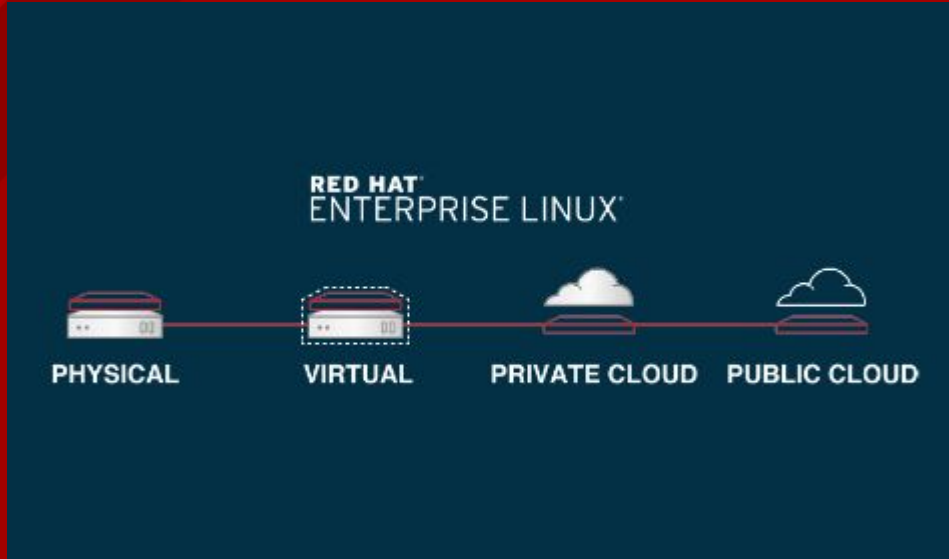 RED HAT®
ENTERPRISE LINUX®
PHYSICAL
VIRTUAL
PRIVATE CLOUD
PUBLIC CLOUD